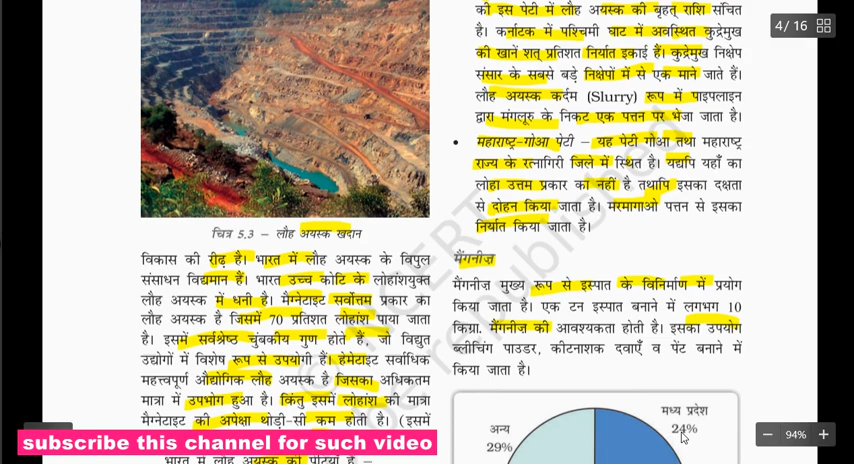 चित्र 5.3 – लौह अयस्क खदान
विकास की रीढ़ है। भारत में लौह अयस्क के विपुल
संसाधन विद्यमान हैं। भारत उच्च कोटि के लोहांशयुक्त
लौह अयस्क में धनी है। मैग्नेटाइट सर्वोत्तम प्रकार का
लौह अयस्क है जिसमें 70 प्रतिशत लोहांश पाया जाता
है। इसमें सर्वश्रेष्ठ चुंबकीय गुण होते हैं, जो विद्युत
उद्योगों में विशेष रूप से उपयोगी हैं। हेमेटाइट सर्वाधिक
महत्त्वपूर्ण औद्योगिक लौह अयस्क है जिसका अधिकतम
मात्रा में उपभोग हुआ है। किंतु इसमें लोहांश की मात्रा
मैग्नेटाइट की अपेक्षा थोड़ी-सी कम होती है। (इसमें
subscribe this channel for such video
भारत में लौह अयस्क की पेटियाँ हैं –
की इस पेटी में लौह अयस्क की बृहत् राशि संचित
है। कर्नाटक में पश्चिमी घाट में अवस्थित कुद्रेमुख
की खानें शत् प्रतिशत निर्यात इकाई हैं। कुद्रेमुख निक्षेप
संसार के सबसे बड़े निक्षेपों में से एक माने जाते हैं।
लौह अयस्क कर्दम (Slurry) रूप में पाइपलाइन
द्वारा मंगलूरु के निकट एक पत्तन पर भेजा जाता है।
• महाराष्ट्र-गोआ पेटी – यह पेटी गोआ तथा महाराष्ट्र
राज्य के रत्नागिरी जिले में स्थित है। यद्यपि यहाँ का
लोहा उत्तम प्रकार का नहीं है तथापि इसका दक्षता
से दोहन किया जाता है। मरमागाओ पत्तन से इसका
निर्यात किया जाता है।
मैंगनीज़
मैंगनीज़ मुख्य रूप से इस्पात के विनिर्माण में प्रयोग
किया जाता है। एक टन इस्पात बनाने में लगभग 10
किग्रा. मैंगनीज़ की आवश्यकता होती है। इसका उपयोग
ब्लीचिंग पाउडर, कीटनाशक दवाएँ व पेंट बनाने में
किया जाता है।
अन्य
29%
मध्य प्रदेश
24%
4 / 16
94%